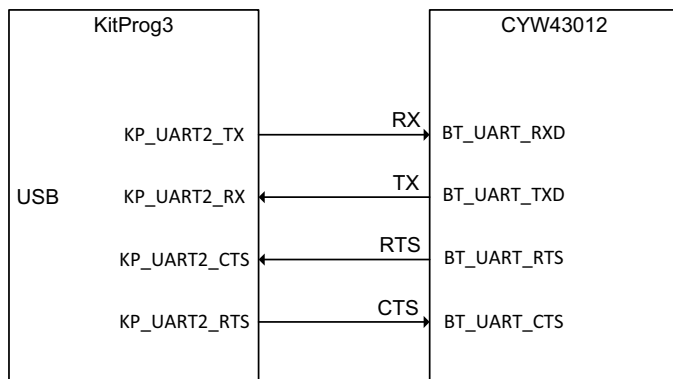 KitProg3
CYW43012
KP_UART2_TX
RX
BT_UART_RXD
USB
KP_UART2_RX
TX
BT_UART_TXD
KP_UART2_CTS
RTS
BT_UART_RTS
KP_UART2_RTS
CTS
BT_UART_CTS